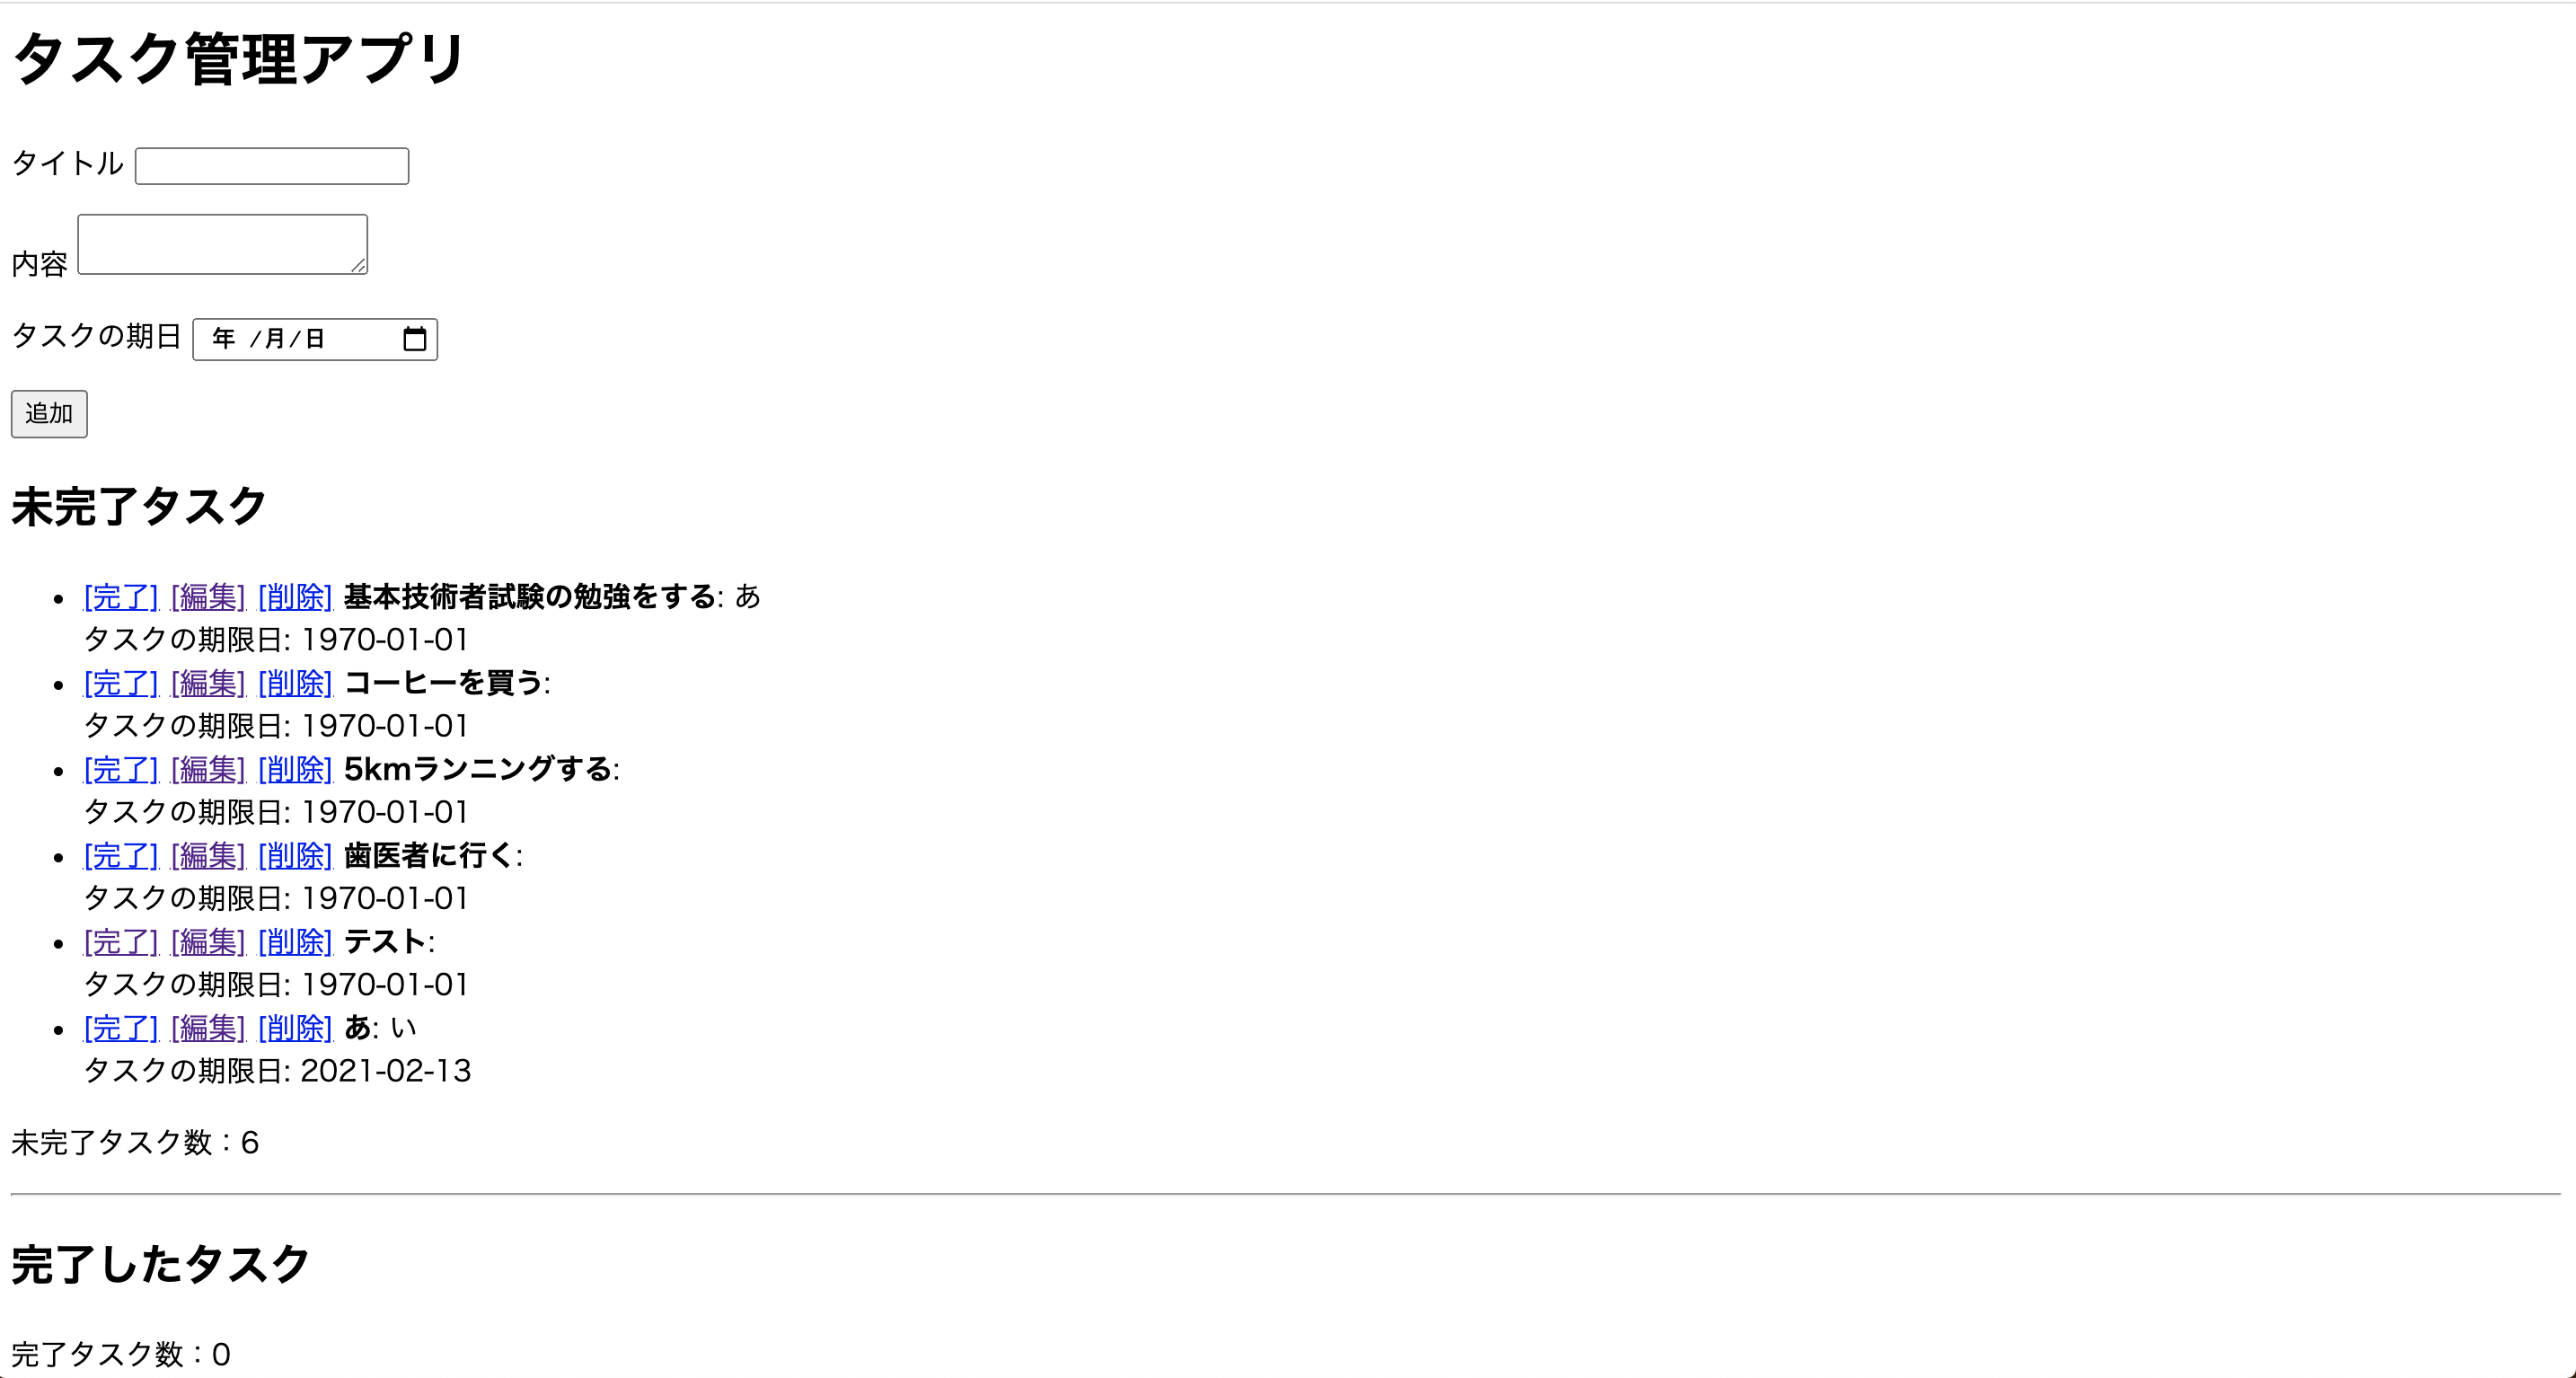 タスク管理アプリ
タイトル
内容
タスクの期日 年 /月/日
追加
未完了タスク
[完了] [編集] [削除] 基本技術者試験の勉強をする: あ
タスクの期限日: 1970-01-01
[完了] [編集] [削除] コーヒーを買う:
タスクの期限日: 1970-01-01
[完了] [編集] [削除] 5kmランニングする:
タスクの期限日: 1970-01-01
[完了] [編集] [削除] 歯医者に行く:
タスクの期限日: 1970-01-01
[完了] [編集] [削除] テスト:
タスクの期限日: 1970-01-01
[完了] [編集] [削除] あ: い
タスクの期限日: 2021-02-13
未完了タスク数：6
完了したタスク
完了タスク数：0